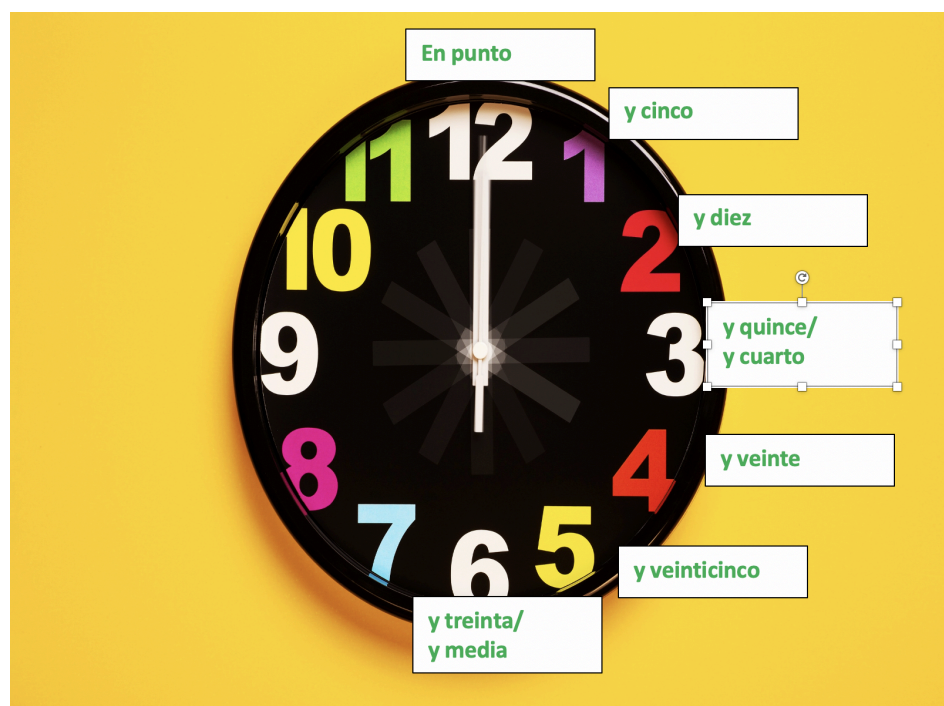 En punto
y cinco
y diez
y quince/
y cuarto
y veinte
y veinticinco
y treinta/
y media
12
1
2
3
4
5
6
7
8
9
10
11